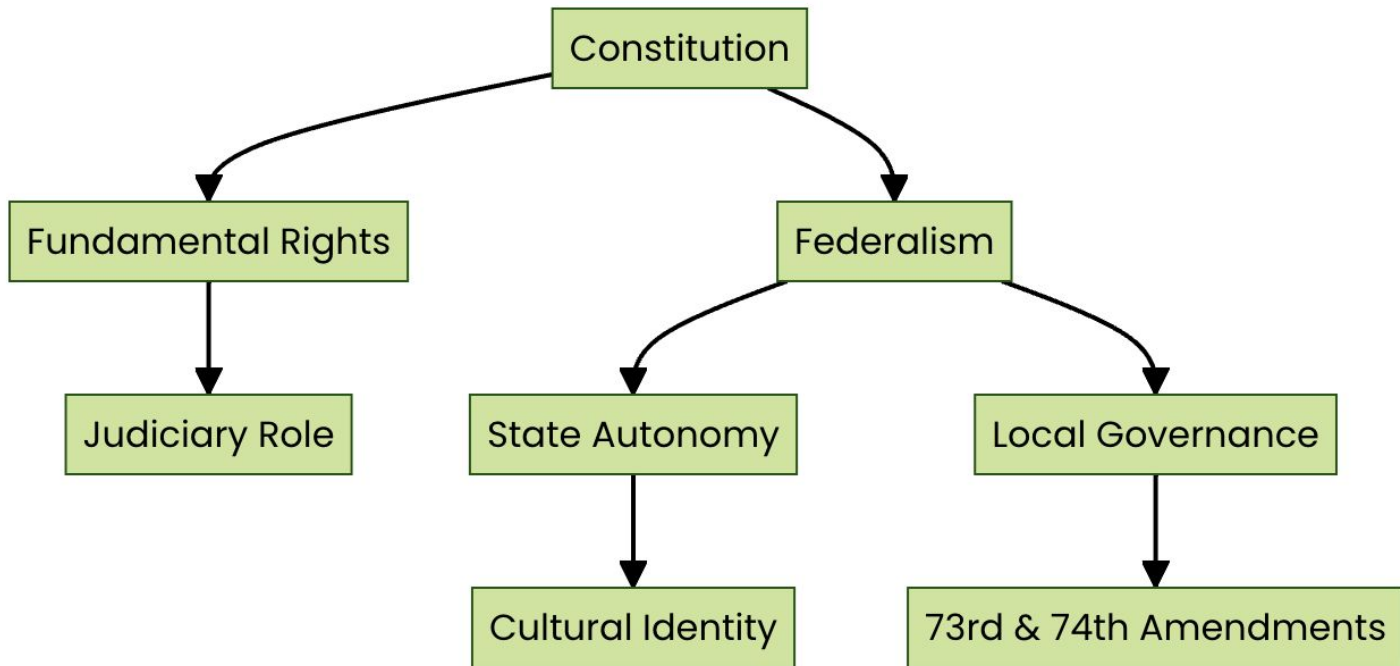 Constitution
Fundamental Rights
Federalism
Judiciary Role
State Autonomy
Local Governance
Cultural Identity
73rd & 74th Amendments